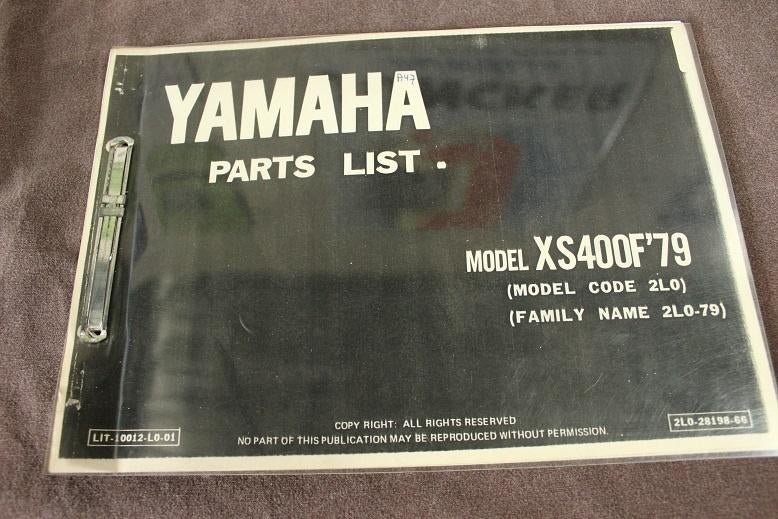 YAMAHA
A47
PARTS LIST.
MODEL XS400F'79
(MODEL CODE 2L0)
(FAMILY NAME 2L0-79)
COPY RIGHT: ALL RIGHTS RESERVED
NO PART OF THIS PUBLICATION MAY BE REPRODUCED WITHOUT PERMISSION.
LIT-10012-L0-01
2L0-28198-66